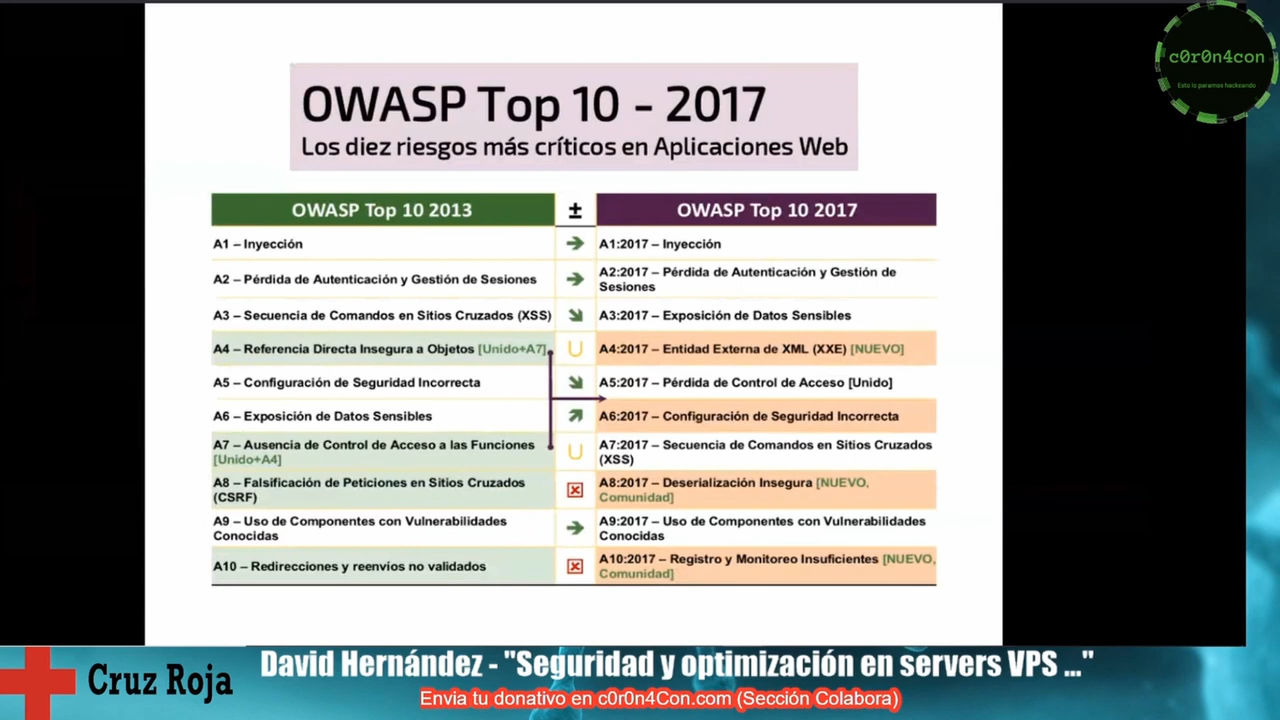 c0r0n4con
Esto lo paramos hackeando
OWASP Top 10 - 2017
Los diez riesgos más críticos en Aplicaciones Web
OWASP Top 10 2013
±
OWASP Top 10 2017
A1 – Inyección
A1:2017 – Inyección
A2 – Pérdida de Autenticación y Gestión de Sesiones
A2:2017 – Pérdida de Autenticación y Gestión de
Sesiones
A3 – Secuencia de Comandos en Sitios Cruzados (XSS)
A3:2017 – Exposición de Datos Sensibles
A4 – Referencia Directa Insegura a Objetos [Unido+A7]
U
A4:2017 – Entidad Externa de XML (XXE) [NUEVO]
A5 – Configuración de Seguridad Incorrecta
A5:2017 – Pérdida de Control de Acceso [Unido]
A6 – Exposición de Datos Sensibles
A6:2017 – Configuración de Seguridad Incorrecta
A7 – Ausencia de Control de Acceso a las Funciones
[Unido+A4]
U
A7:2017 – Secuencia de Comandos en Sitios Cruzados
(XSS)
A8 – Falsificación de Peticiones en Sitios Cruzados
(CSRF)
A8:2017 – Deserialización Insegura [NUEVO,
Comunidad]
A9 – Uso de Componentes con Vulnerabilidades
Conocidas
A9:2017 – Uso de Componentes con Vulnerabilidades
Conocidas
A10 – Redirecciones y reenvíos no validados
A10:2017 – Registro y Monitoreo Insuficientes [NUEVO,
Comunidad]
Cruz Roja
David Hernández - "Seguridad y optimización en servers VPS ..."
Envia tu donativo en c0r0n4Con.com (Sección Colabora)